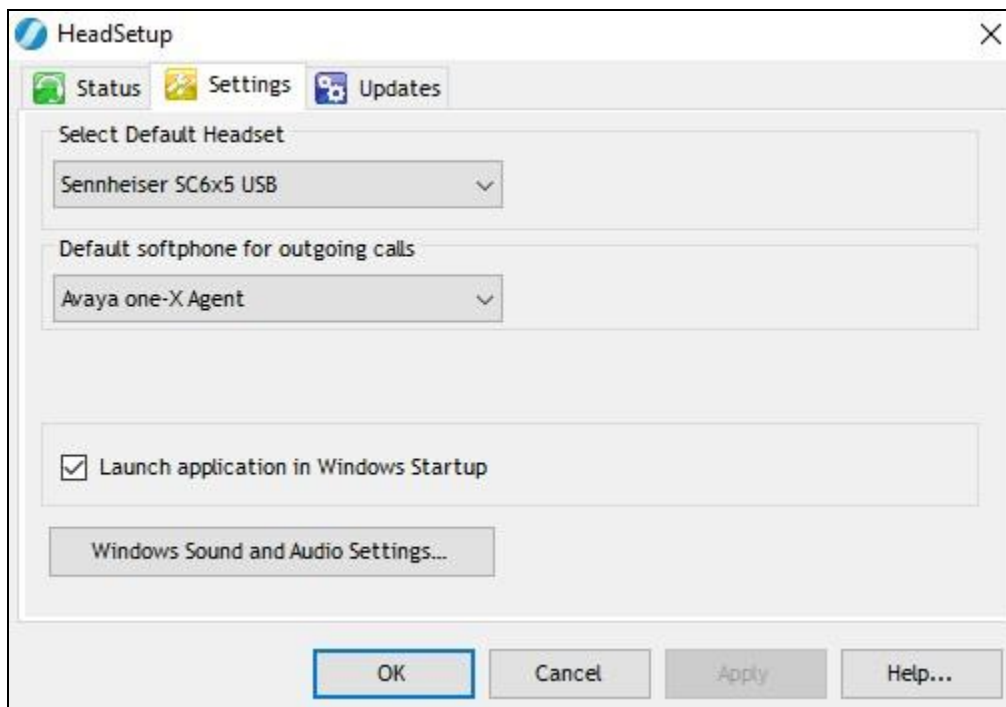 HeadSetup
Status Settings Updates
Select Default Headset
Sennheiser SC6x5 USB
Default softphone for outgoing calls
Avaya one-X Agent
Launch application in Windows Startup
Windows Sound and Audio Settings...
OK Cancel Apply Help...